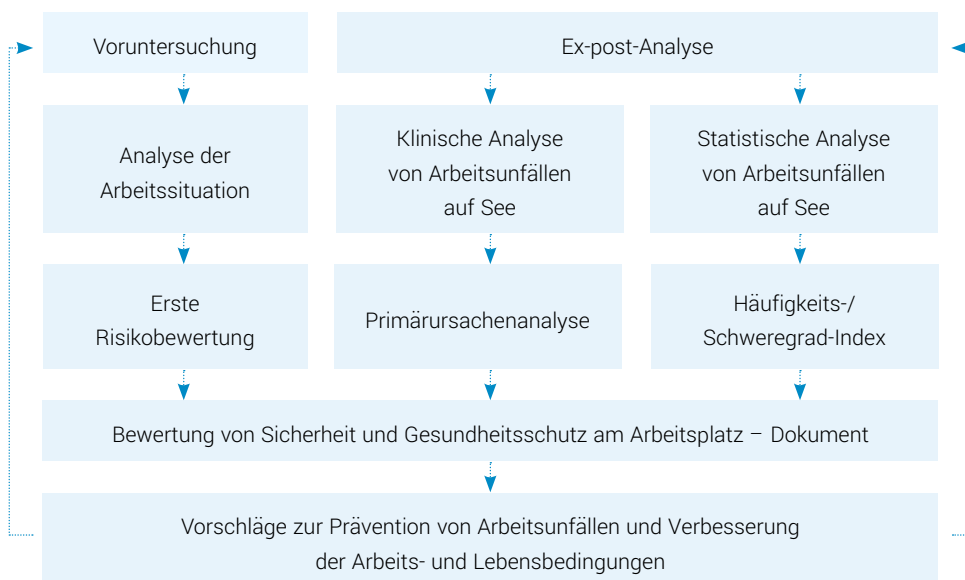 Voruntersuchung
Ex-post-Analyse
Analyse der
Arbeitssituation
Klinische Analyse
von Arbeitsunfällen
auf See
Statistische Analyse
von Arbeitsunfällen
auf See
Erste
Risikobewertung
Primärursachenanalyse
Häufigkeits-/
Schweregrad-Index
Bewertung von Sicherheit und Gesundheitsschutz am Arbeitsplatz – Dokument
Vorschläge zur Prävention von Arbeitsunfällen und Verbesserung
der Arbeits- und Lebensbedingungen